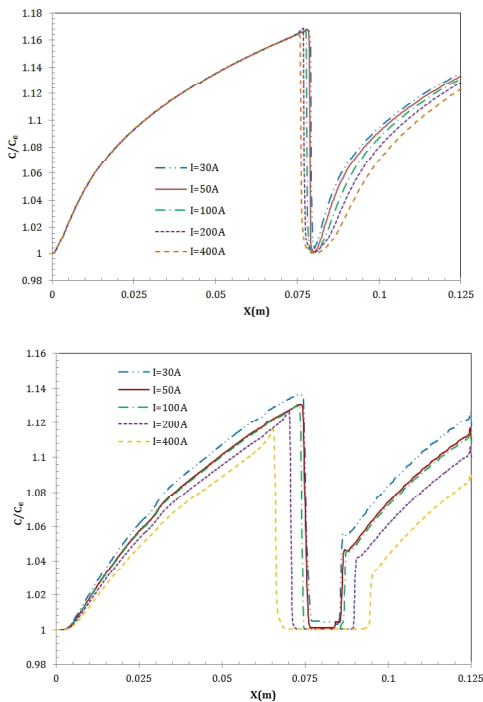 1.18
1.16
1.14
1.12
1.1
1.08
1.06
1.04
1.02
1
0.98
C/C₀
I=30A
I=50A
I=100A
I=200A
I=400A
0
0.025
0.05
0.075
0.1
0.125
X(m)
1.16
1.14
1.12
1.1
1.08
1.06
1.04
1.02
1
0.98
C/C₀
I=30A
I=50A
I=100A
I=200A
I=400A
0
0.025
0.05
0.075
0.1
0.125
X(m)